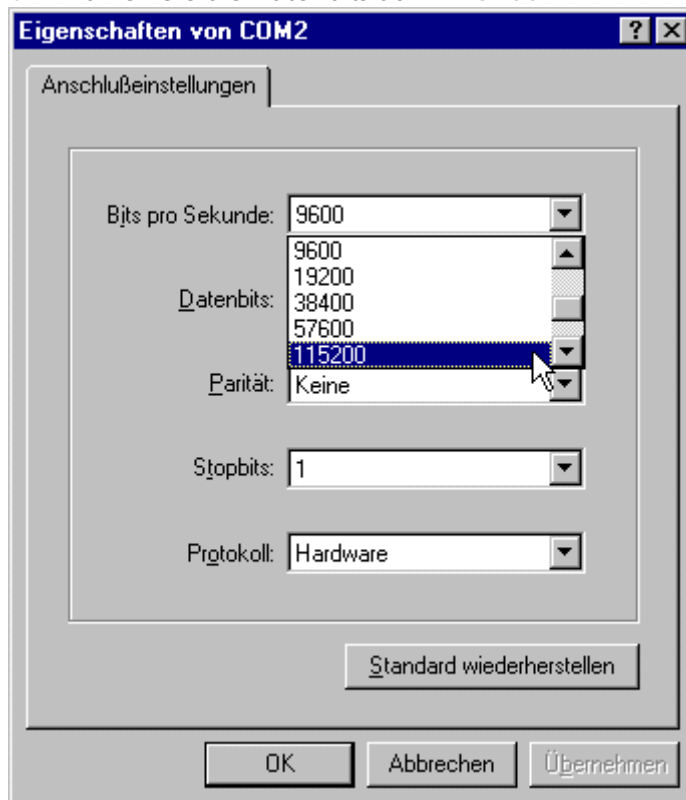 Eigenschaften von COM2
Anschlußeinstellungen
Bits pro Sekunde: 9600
9600
19200
Datenbits:
38400
57600
115200
Parität: Keine
Stopbits: 1
Protokoll: Hardware
Standard wiederherstellen
OK Abbrechen Übernehmen